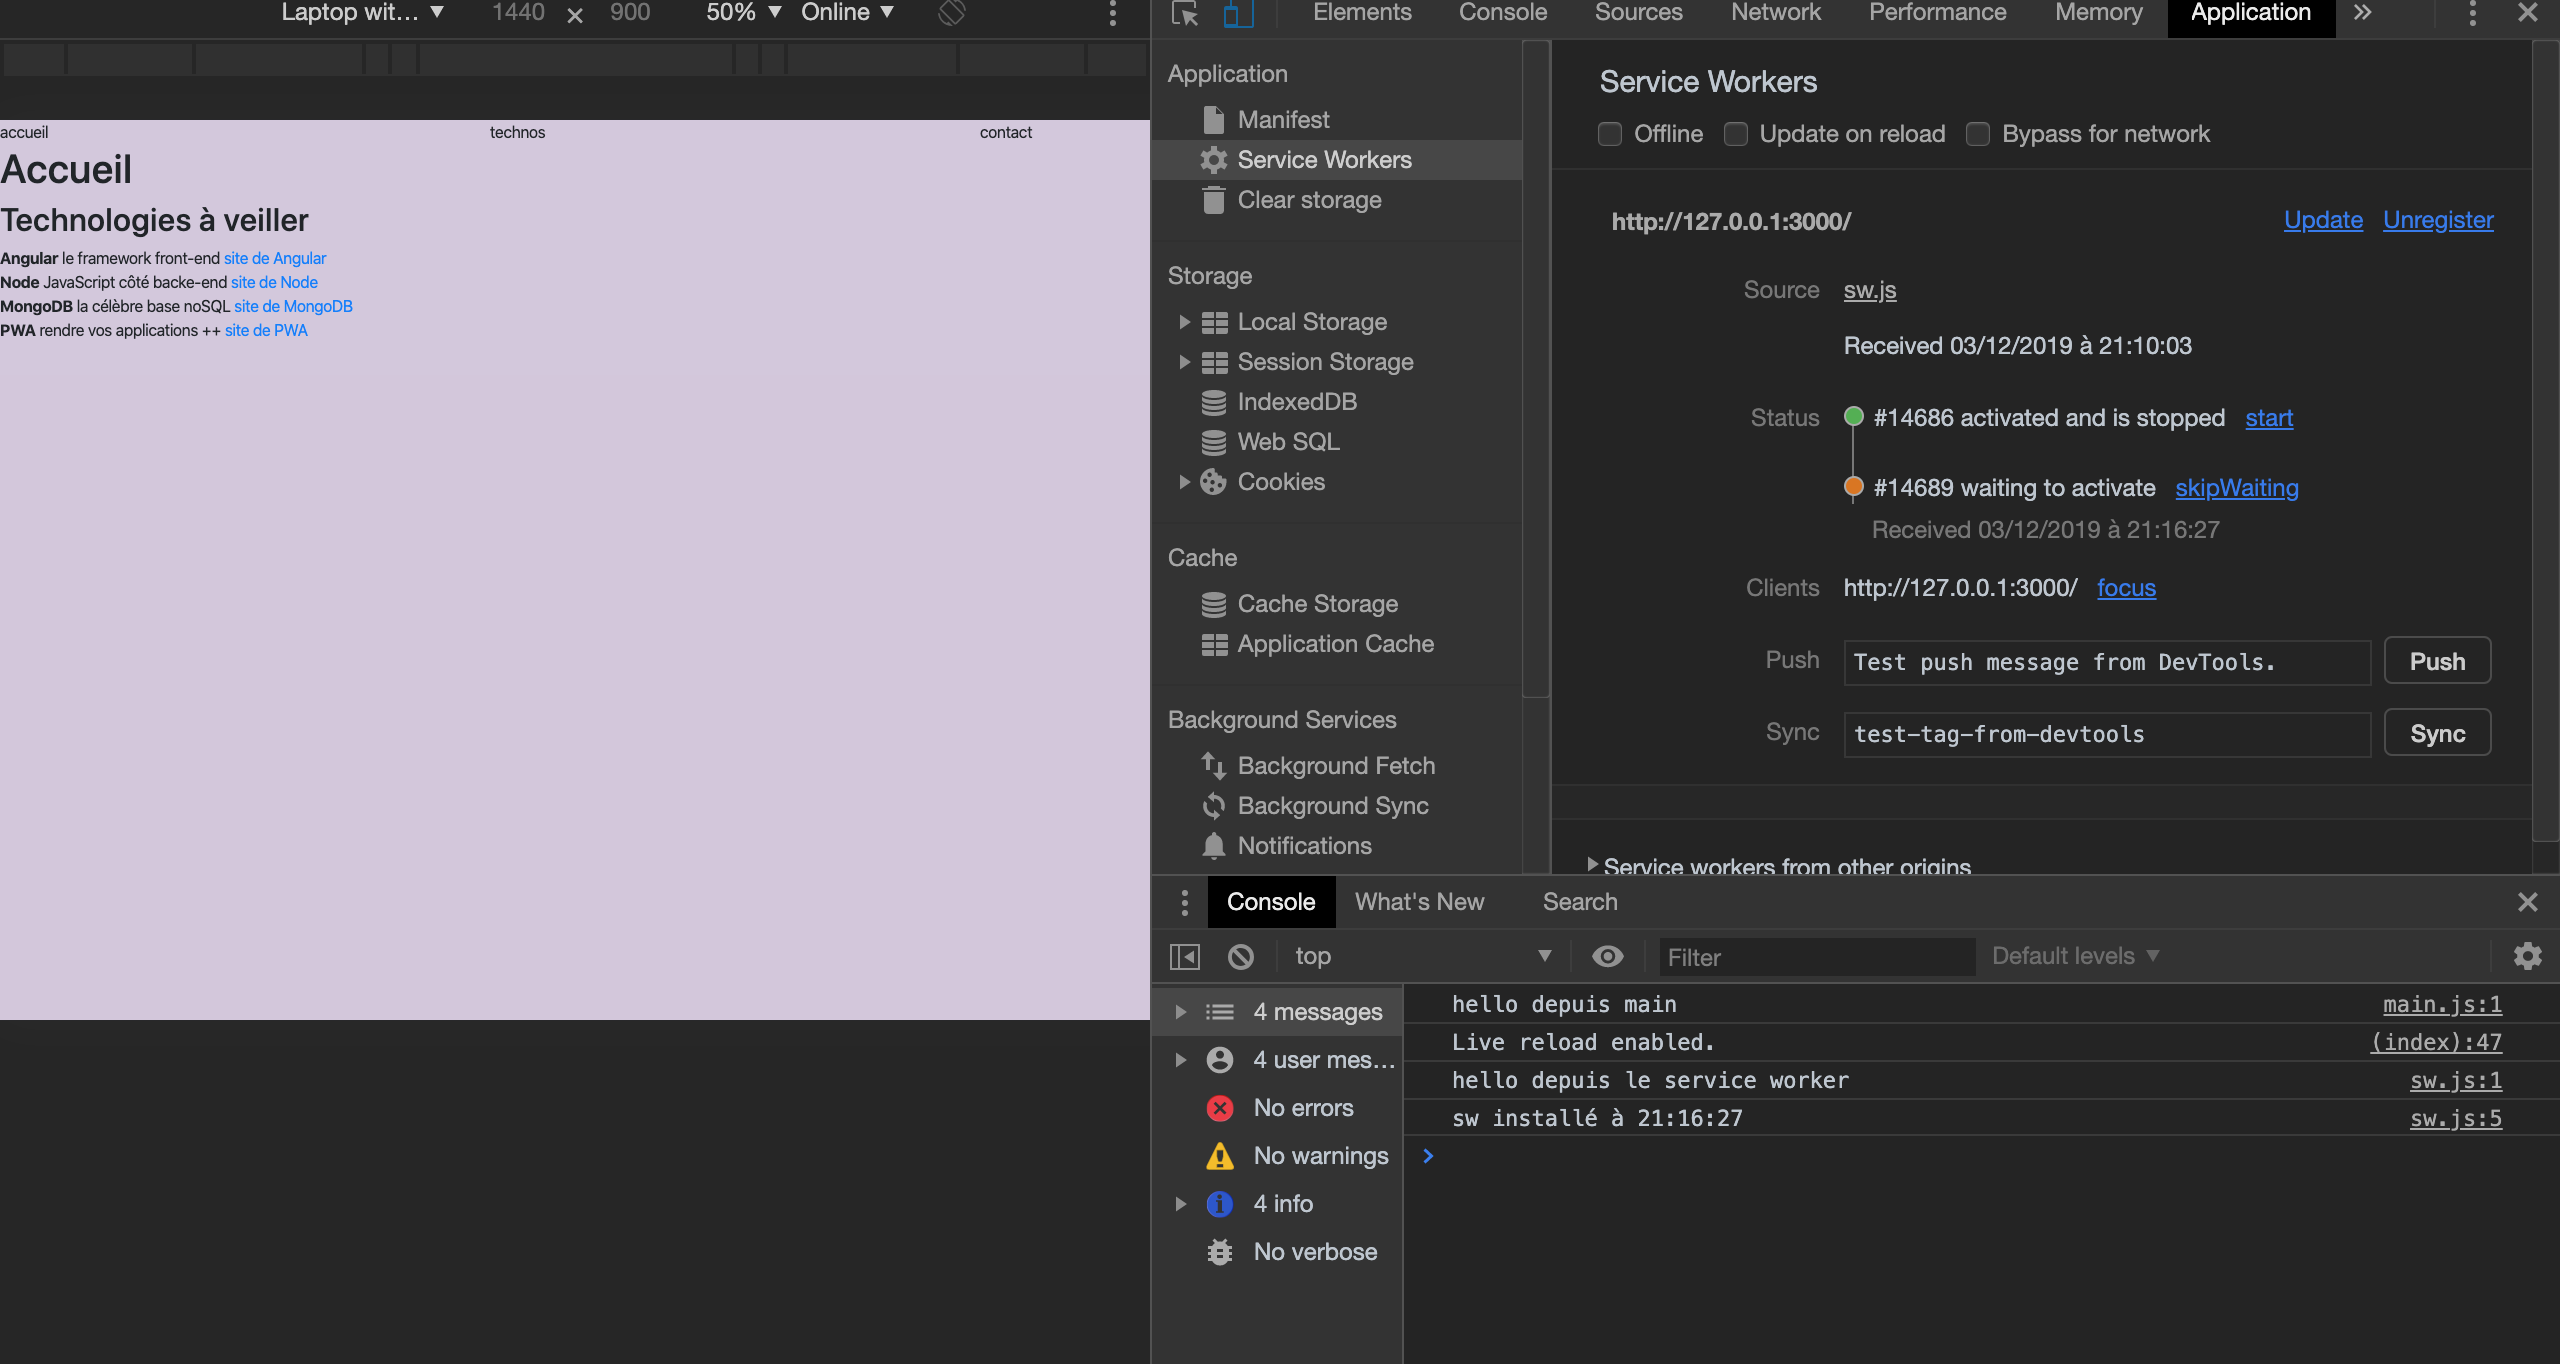 Laptop wit... ▼ 1440 × 900 50% ▼ Online ▼
accueil technos contact
Accueil
Technologies à veiller
Angular le framework front-end site de Angular
Node JavaScript côté backe-end site de Node
MongoDB la célèbre base noSQL site de MongoDB
PWA rendre vos applications ++ site de PWA
Elements Console Sources Network Performance Memory Application »
Application
Manifest
Service Workers
Clear storage
Storage
Local Storage
Session Storage
IndexedDB
Web SQL
Cookies
Cache
Cache Storage
Application Cache
Background Services
Background Fetch
Background Sync
Notifications
Service Workers
Offline Update on reload Bypass for network
http://127.0.0.1:3000/ Update Unregister
Source sw.js
Received 03/12/2019 à 21:10:03
Status #14686 activated and is stopped start
#14689 waiting to activate skipWaiting
Received 03/12/2019 à 21:16:27
Clients http://127.0.0.1:3000/ focus
Push Test push message from DevTools. Push
Sync test-tag-from-devtools Sync
Service workers from other origins
Console What's New Search
top ▼ Filter Default levels ▼
4 messages
4 user mes...
No errors
No warnings
4 info
No verbose
hello depuis main main.js:1
Live reload enabled. (index):47
hello depuis le service worker sw.js:1
sw installé à 21:16:27 sw.js:5